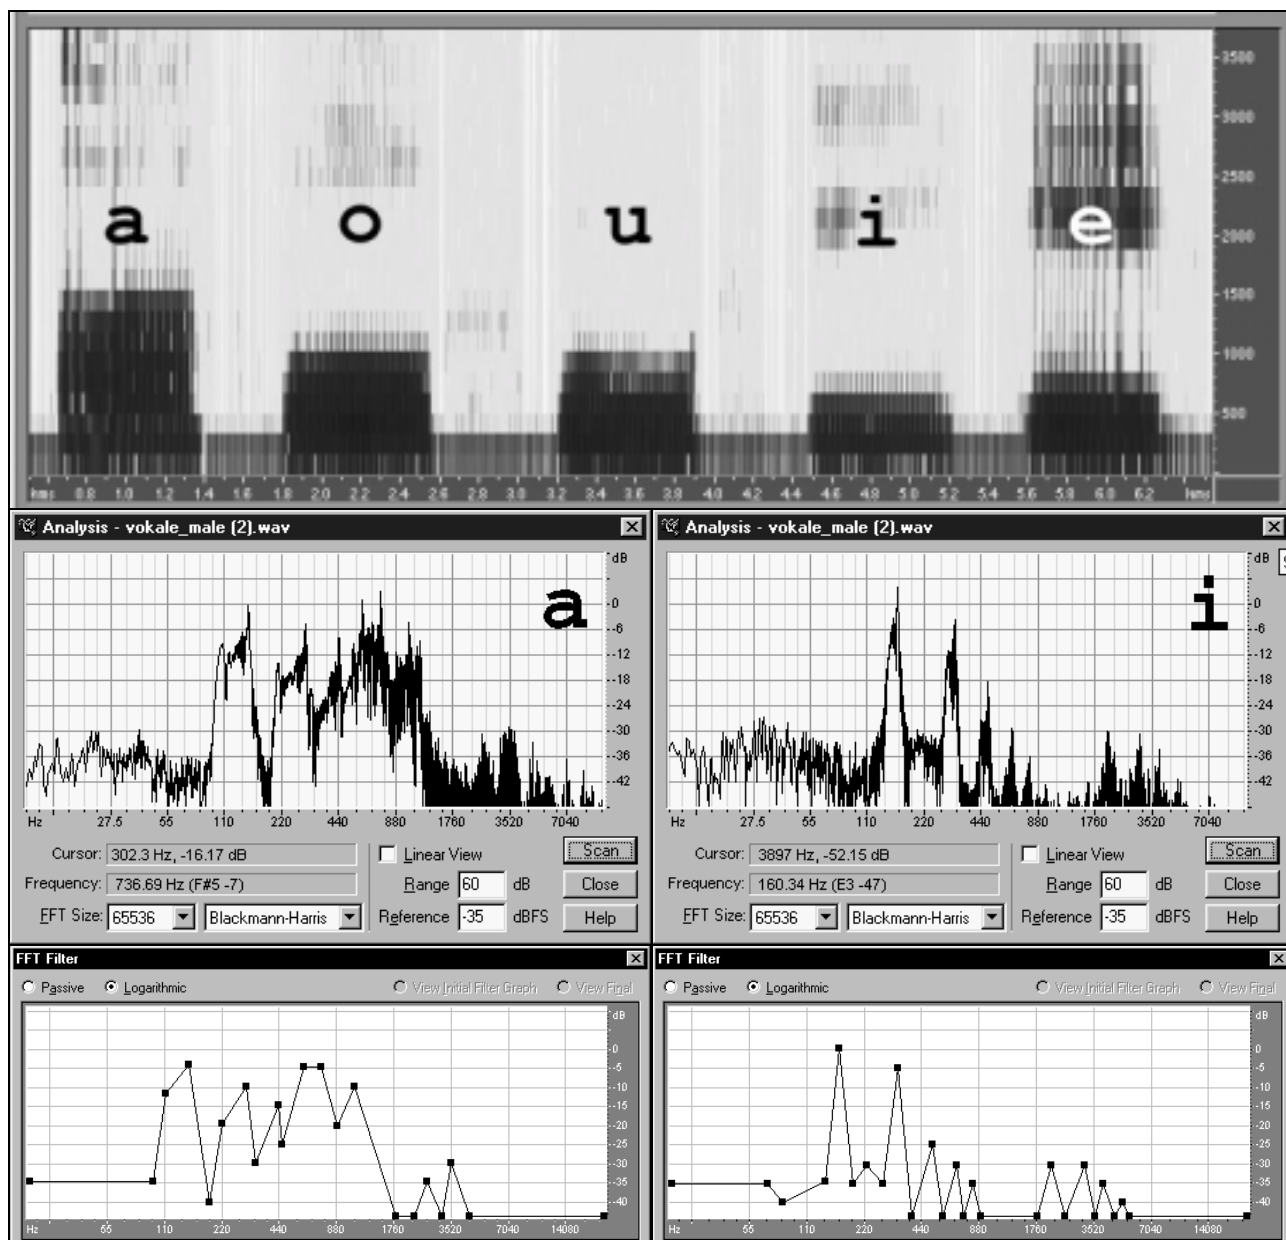 3500
3000
2500
a o u i e
2000
1500
1000
500
hms 0.8 1.0 1.2 1.4 1.6 1.8 2.0 2.2 2.4 2.6 2.8 3.0 3.2 3.4 3.6 3.8 4.0 4.2 4.4 4.6 4.8 5.0 5.2 5.4 5.6 5.8 6.0 6.2 hms
Analysis - vokale_male (2).wav
dB
a
0
-6
-12
-18
-24
-30
-36
-42
Hz 27.5 55 110 220 440 880 1760 3520 7040
Cursor: 302.3 Hz, -16.17 dB
Linear View
Scan
Frequency: 736.69 Hz (F#5 -7)
Range 60 dB
Close
FFT Size: 65536 Blackmann-Harris
Reference -35 dBFS
Help
Analysis - vokale_male (2).wav
dB
i
0
-6
-12
-18
-24
-30
-36
-42
Hz 27.5 55 110 220 440 880 1760 3520 7040
Cursor: 3897 Hz, -52.15 dB
Linear View
Scan
Frequency: 160.34 Hz (E3 -47)
Range 60 dB
Close
FFT Size: 65536 Blackmann-Harris
Reference -35 dBFS
Help
FFT Filter
Passive Logarithmic View Initial Filter Graph View Final
dB
0
-5
-10
-15
-20
-25
-30
-35
-40
Hz 55 110 220 440 880 1760 3520 7040 14080
FFT Filter
Passive Logarithmic View Initial Filter Graph View Final
dB
0
-5
-10
-15
-20
-25
-30
-35
-40
Hz 55 110 220 440 880 1760 3520 7040 14080